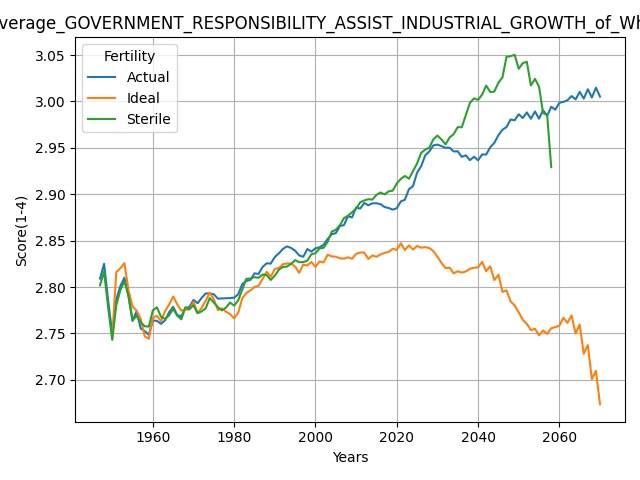 verage_GOVERNMENT_RESPONSIBILITY_ASSIST_INDUSTRIAL_GROWTH_of_Wh
Fertility
Actual
Ideal
Sterile
Score(1-4)
3.05
3.00
2.95
2.90
2.85
2.80
2.75
2.70
1960 1980 2000 2020 2040 2060
Years